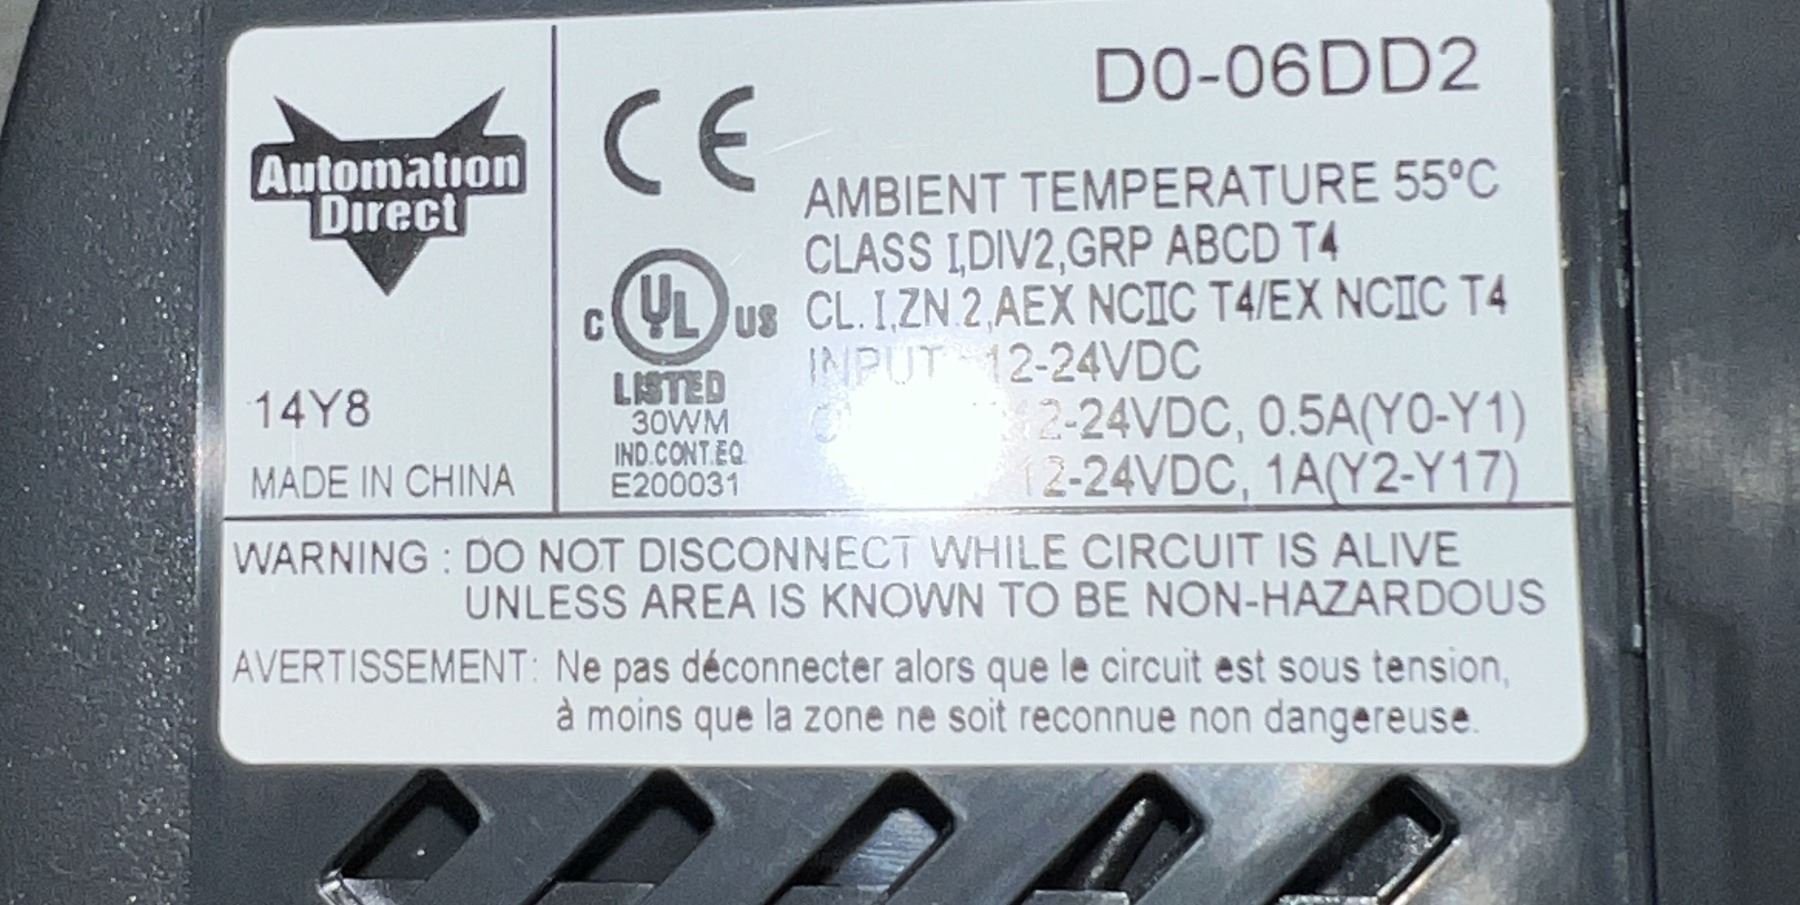 Automation
Direct
14Y8
MADE IN CHINA
CE
C UL US
LISTED
30WM
IND.CONT.EQ
E200031
D0-06DD2
AMBIENT TEMPERATURE 55°C
CLASS I,DIV2,GRP ABCD T4
CL. I,ZN.2,AEX NCIIC T4/EX NCIIC T4
INPUT 12-24VDC
12-24VDC, 0.5A(Y0-Y1)
12-24VDC, 1A(Y2-Y17)
WARNING : DO NOT DISCONNECT WHILE CIRCUIT IS ALIVE
UNLESS AREA IS KNOWN TO BE NON-HAZARDOUS
AVERTISSEMENT: Ne pas déconnecter alors que le circuit est sous tension,
à moins que la zone ne soit reconnue non dangereuse.